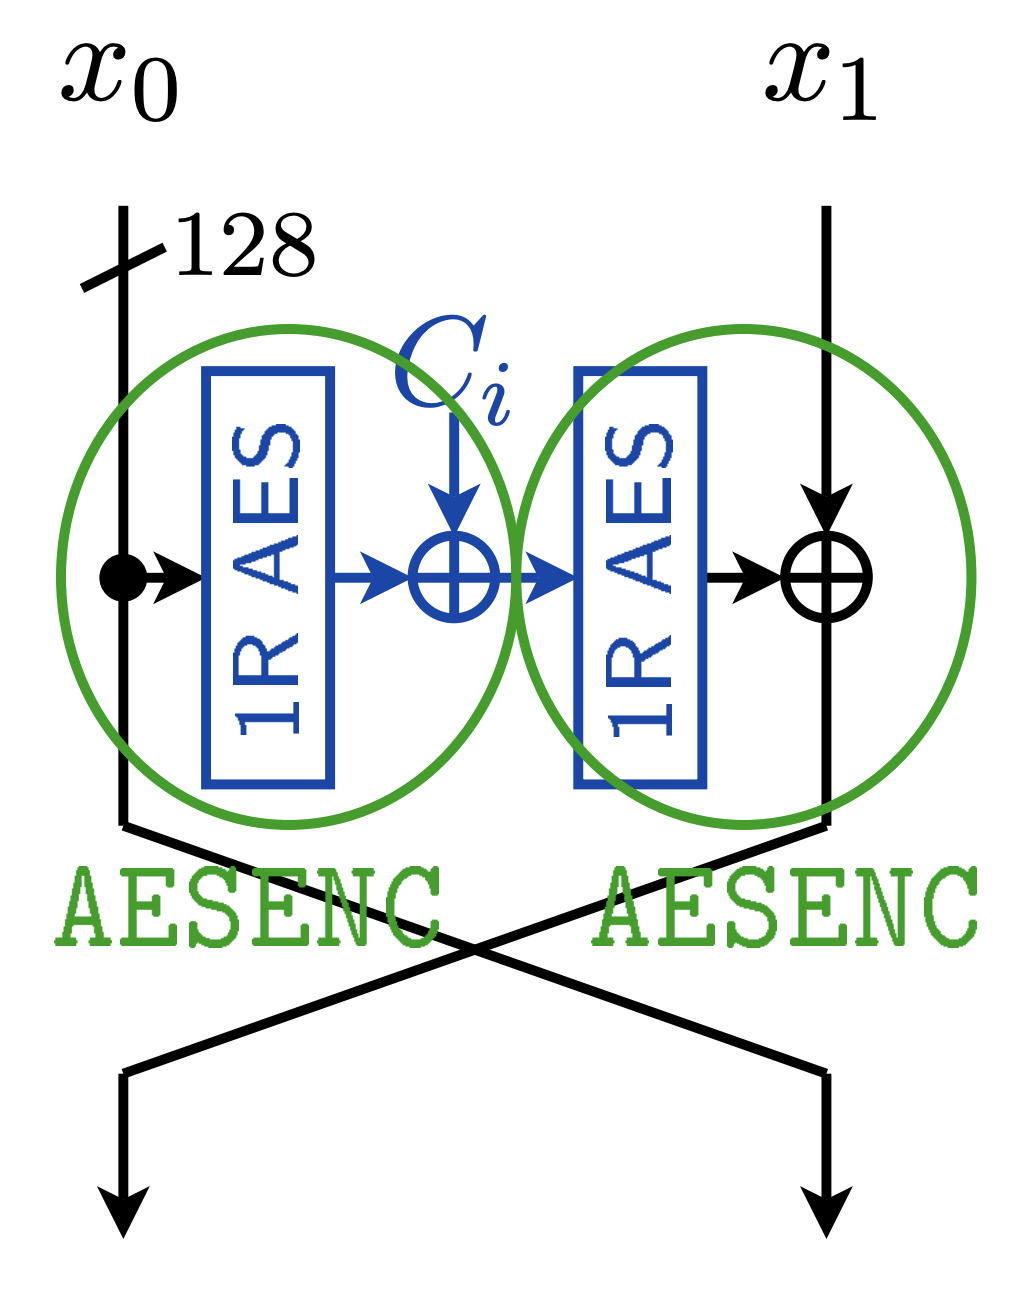 x₀ x₁
128
Cᵢ
1R AES 1R AES
AESENC AESENC